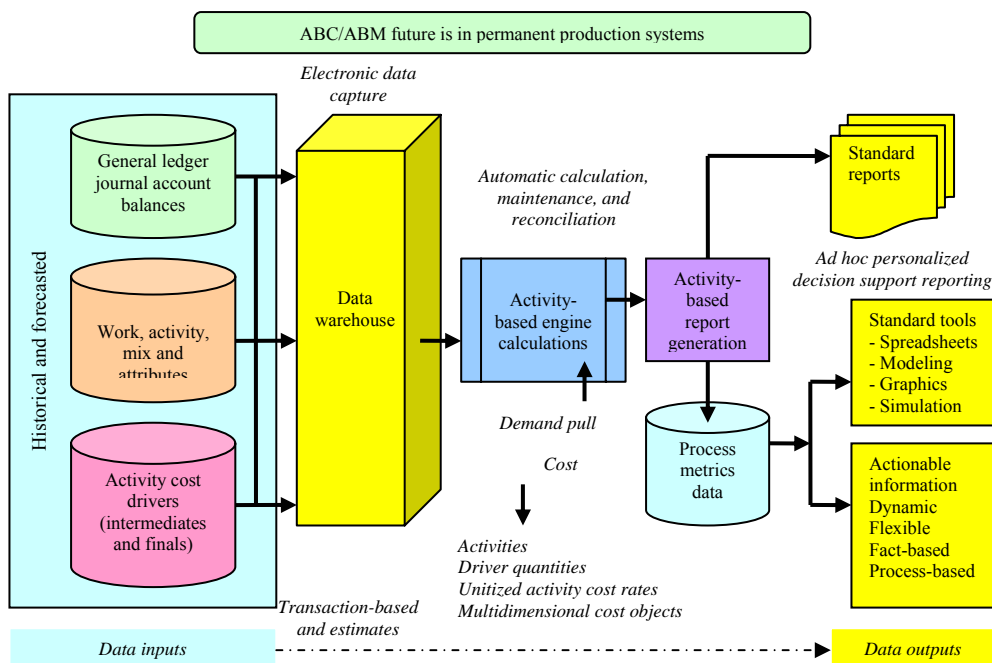 ABC/ABM future is in permanent production systems
Electronic data
capture
Historical and forecasted
General ledger
journal account
balances
Work, activity,
mix and
attributes
Activity cost
drivers
(intermediates
and finals)
Data
warehouse
Transaction-based
and estimates
Automatic calculation,
maintenance, and
reconciliation
Activity-
based engine
calculations
Demand pull
Cost
Activities
Driver quantities
Unitized activity cost rates
Multidimensional cost objects
Activity-
based
report
generation
Process
metrics
data
Standard
reports
Ad hoc personalized
decision support reporting
Standard tools
- Spreadsheets
- Modeling
- Graphics
- Simulation
Actionable
information
Dynamic
Flexible
Fact-based
Process-based
Data inputs
Data outputs